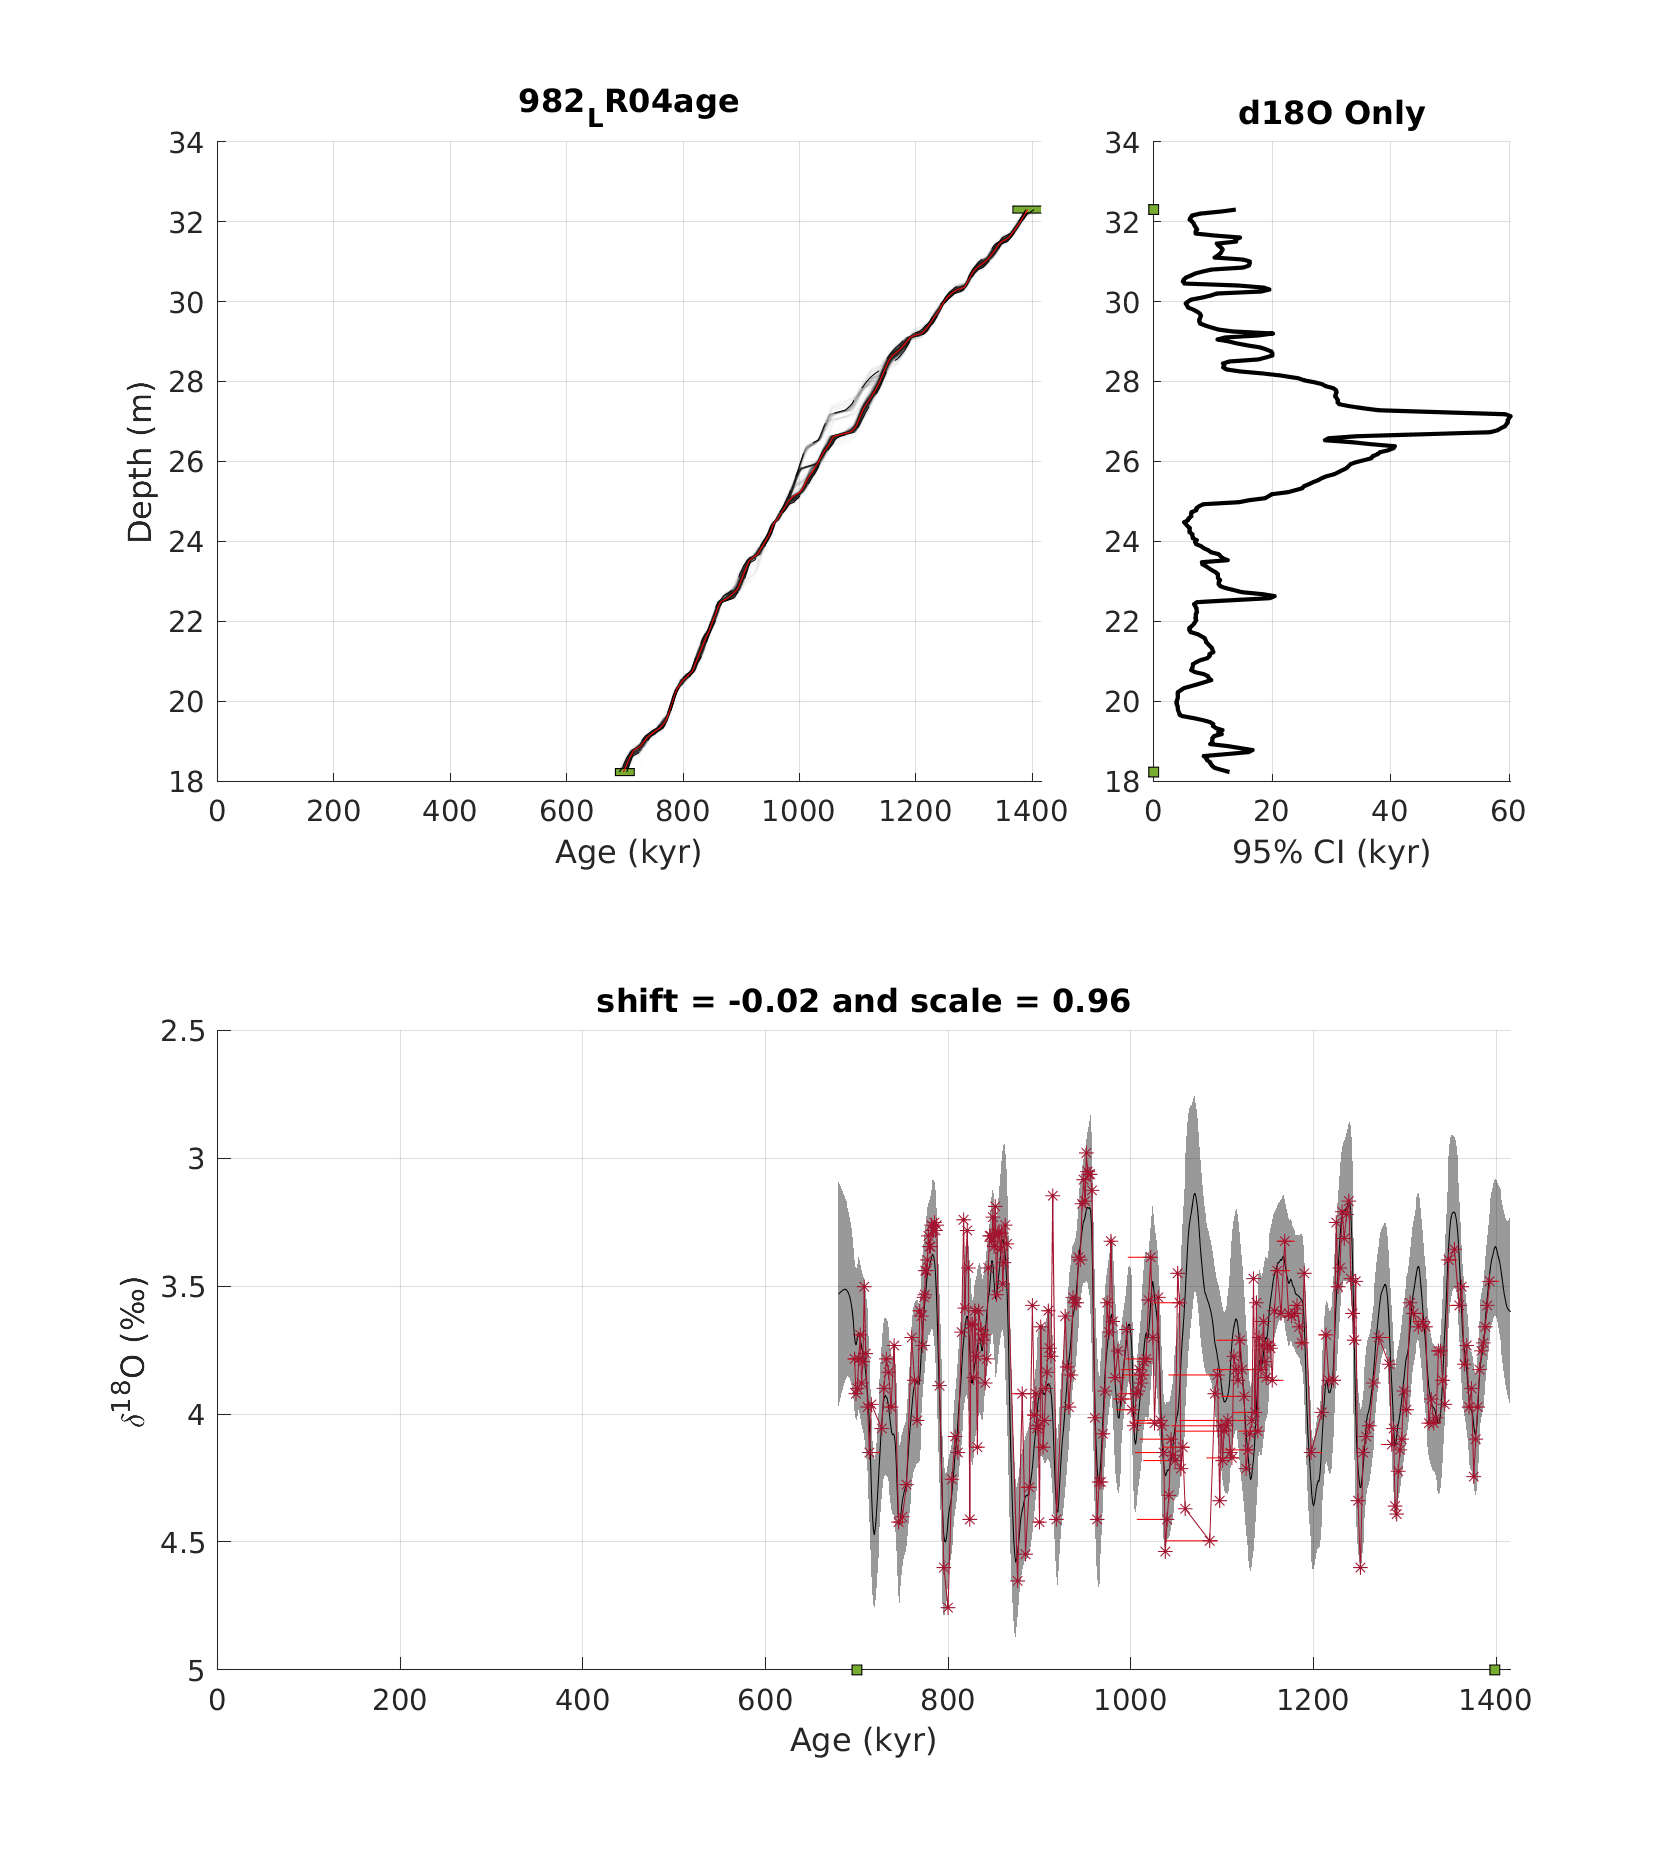 982LR04age
d18O Only
34
32
30
28
26
24
22
20
18
Depth (m)
0 200 400 600 800 1000 1200 1400
Age (kyr)
34
32
30
28
26
24
22
20
18
0 20 40 60
95% CI (kyr)
shift = -0.02 and scale = 0.96
2.5
3
3.5
4
4.5
5
δ18O (‰)
0 200 400 600 800 1000 1200 1400
Age (kyr)